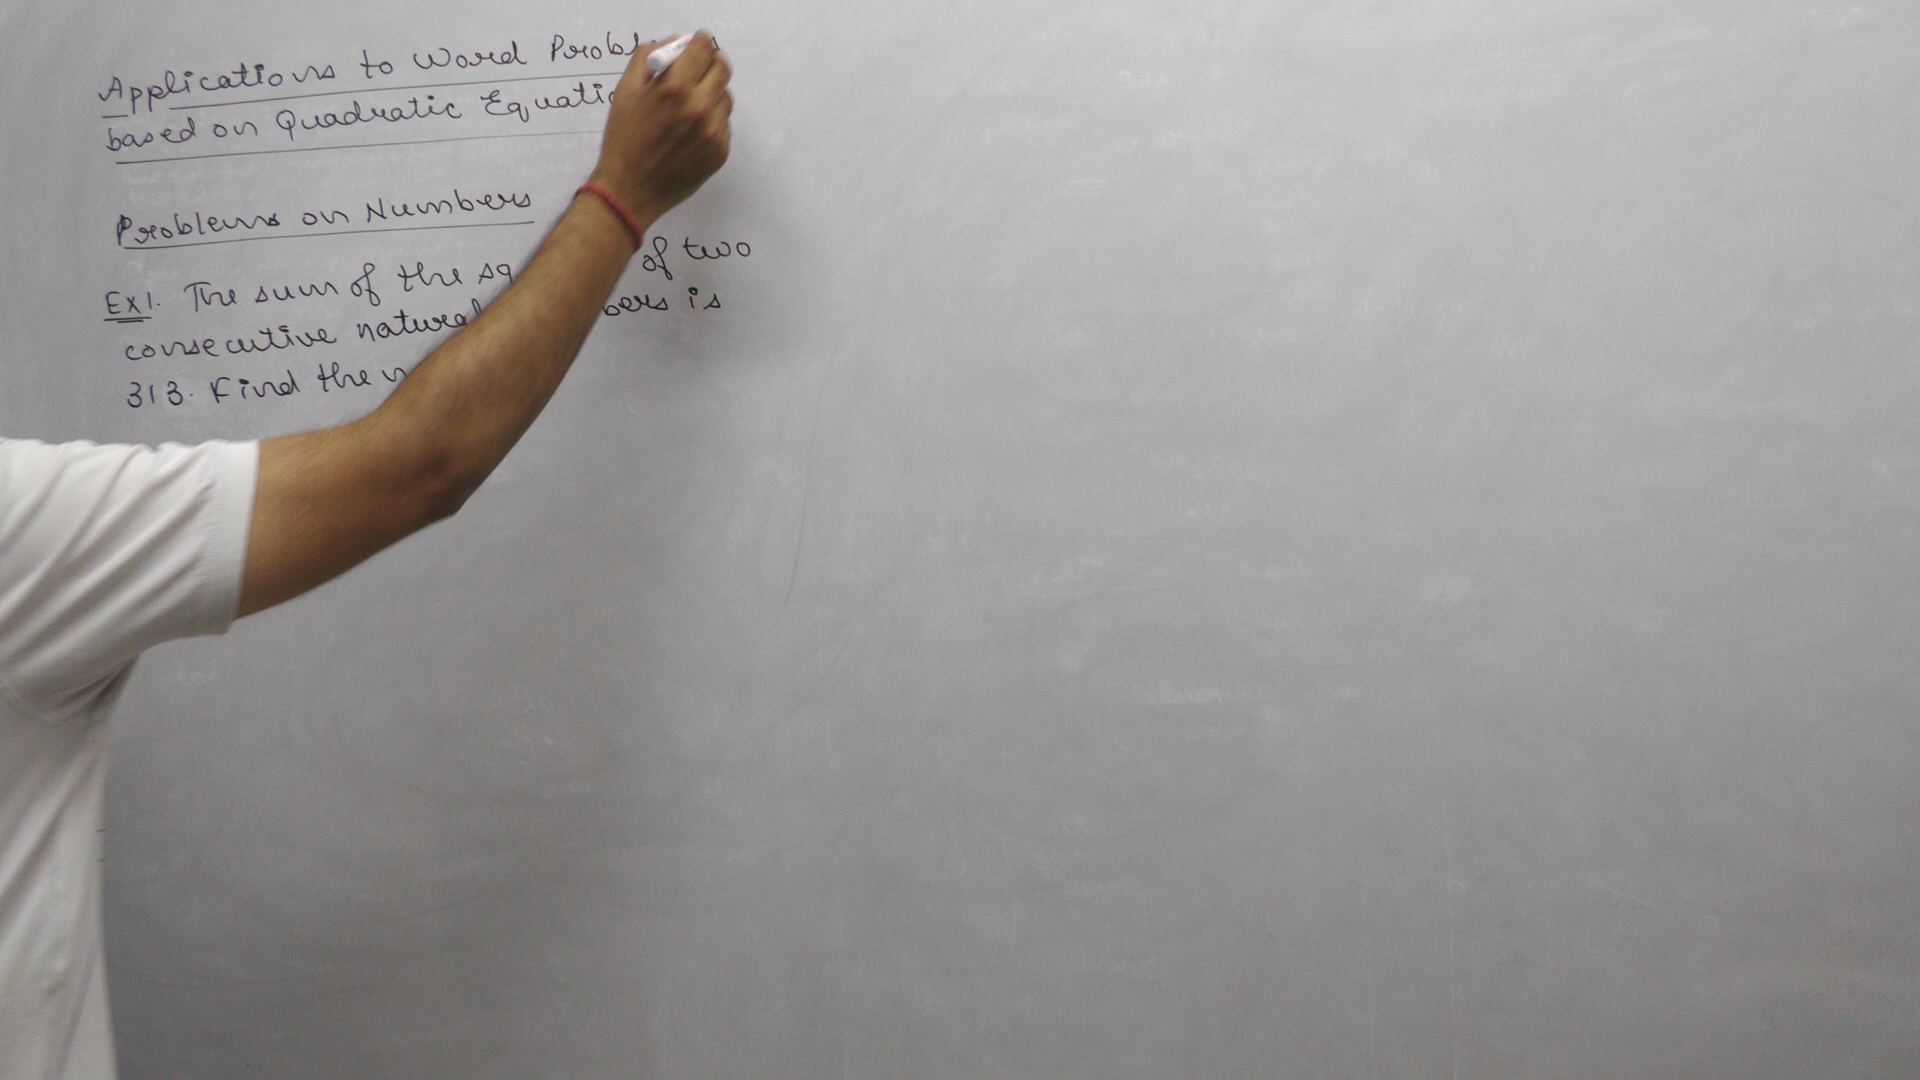 Applications to Word
based on Quadratic
Problems on Numbers
Ex1. The sum of the of two
consecutive natural is
313. Find the